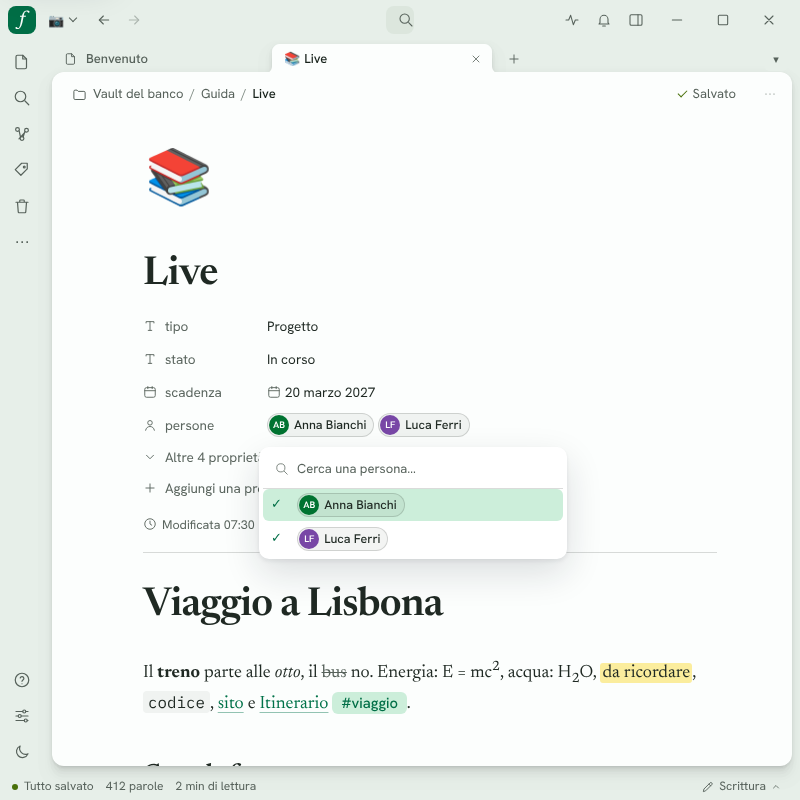 Benvenuto
Live
Vault del banco / Guida / Live
Salvato
Live
tipo Progetto
stato In corso
scadenza 20 marzo 2027
persone AB Anna Bianchi LF Luca Ferri
Altre 4 propriet
Cerca una persona...
Aggiungi una pr
AB Anna Bianchi
Modificata 07:30
LF Luca Ferri
Viaggio a Lisbona
Il treno parte alle otto, il bus no. Energia: E = mc², acqua: H₂O, da ricordare,
codice, sito e Itinerario #viaggio.
Tutto salvato 412 parole 2 min di lettura
Scrittura